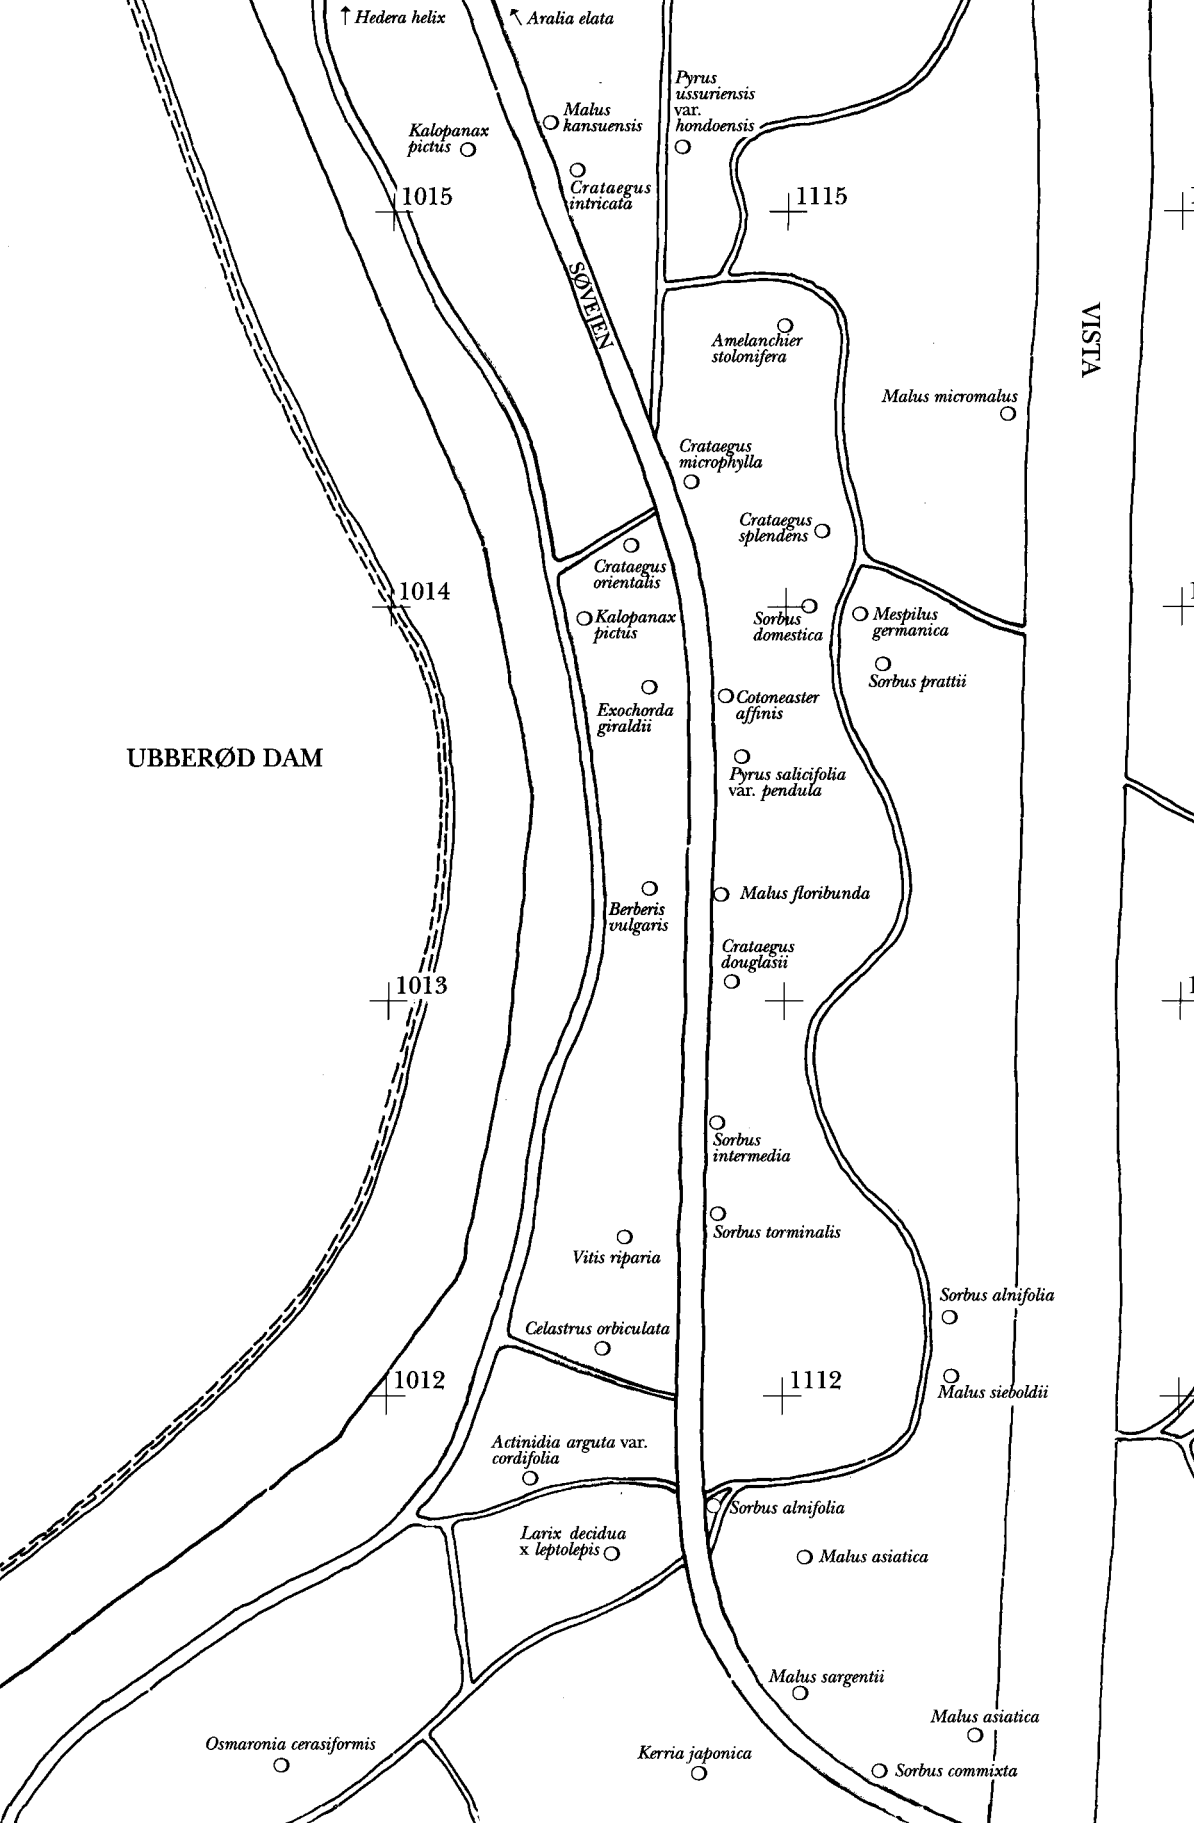 ↑ Hedera helix
↖ Aralia elata
Pyrus
ussuriensis
var.
hondoensis
Malus
kansuensis
Kalopanax
pictus
Crataegus
intricata
1015
1115
SØVEJEN
VISTA
Amelanchier
stolonifera
Malus micromalus
Crataegus
microphylla
Crataegus
splendens
Crataegus
orientalis
1014
1
Kalopanax
pictus
Sorbus
domestica
Mespilus
germanica
Sorbus prattii
Exochorda
giraldii
Cotoneaster
affinis
UBBERØD DAM
Pyrus salicifolia
var. pendula
Malus floribunda
Berberis
vulgaris
Crataegus
douglasii
1013
1
Sorbus
intermedia
Sorbus torminalis
Vitis riparia
Sorbus alnifolia
Celastrus orbiculata
1012
1112
Malus sieboldii
Actinidia arguta var.
cordifolia
Sorbus alnifolia
Larix decidua
x leptolepis
Malus asiatica
Malus sargentii
Malus asiatica
Osmaronia cerasiformis
Kerria japonica
Sorbus commixta